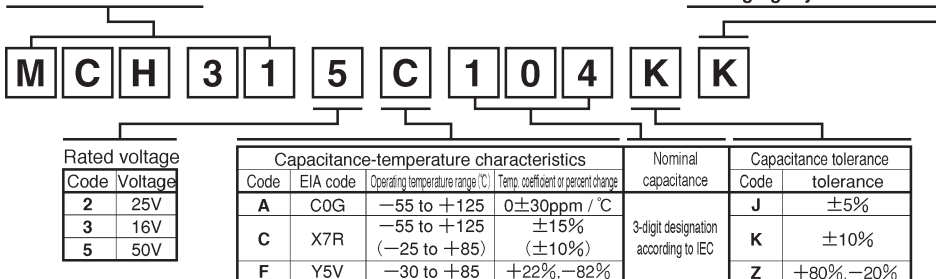 M C H 3 1 5 C 1 0 4 K K
Rated voltage
Code Voltage
2 25V
3 16V
5 50V
Capacitance-temperature characteristics
Code EIA code Operating temperature range (℃) Temp. coefficient or percent change
A C0G −55 to +125 0±30ppm / ℃
C X7R −55 to +125 ±15%
(−25 to +85) (±10%)
F Y5V −30 to +85 +22%,−82%
Nominal
capacitance
3-digit designation
according to IEC
Capacitance tolerance
Code tolerance
J ±5%
K ±10%
Z +80%,−20%